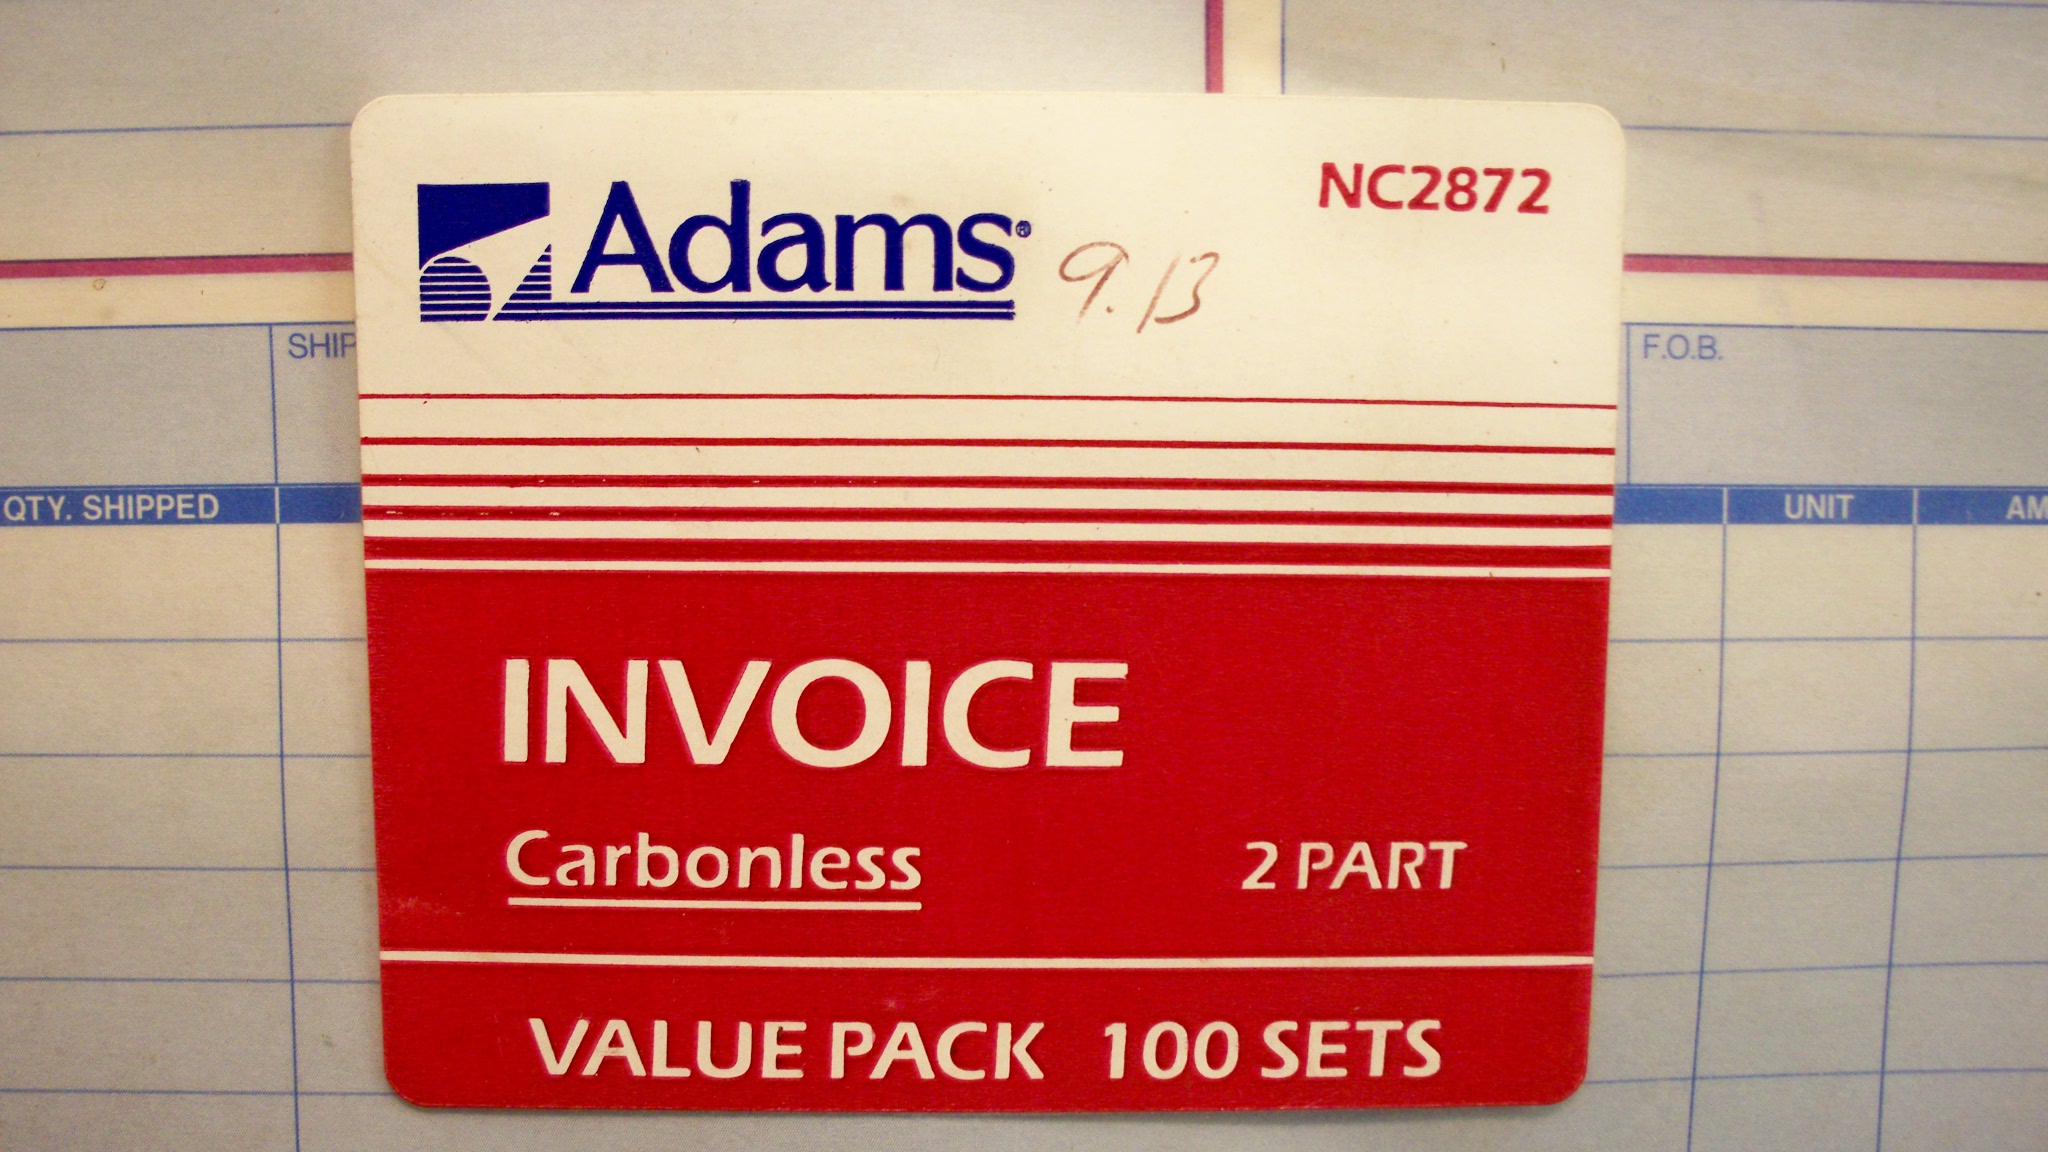 Adams®
NC2872
9.13
SHIP
F.O.B.
QTY. SHIPPED
UNIT
AM
INVOICE
Carbonless
2 PART
VALUE PACK 100 SETS